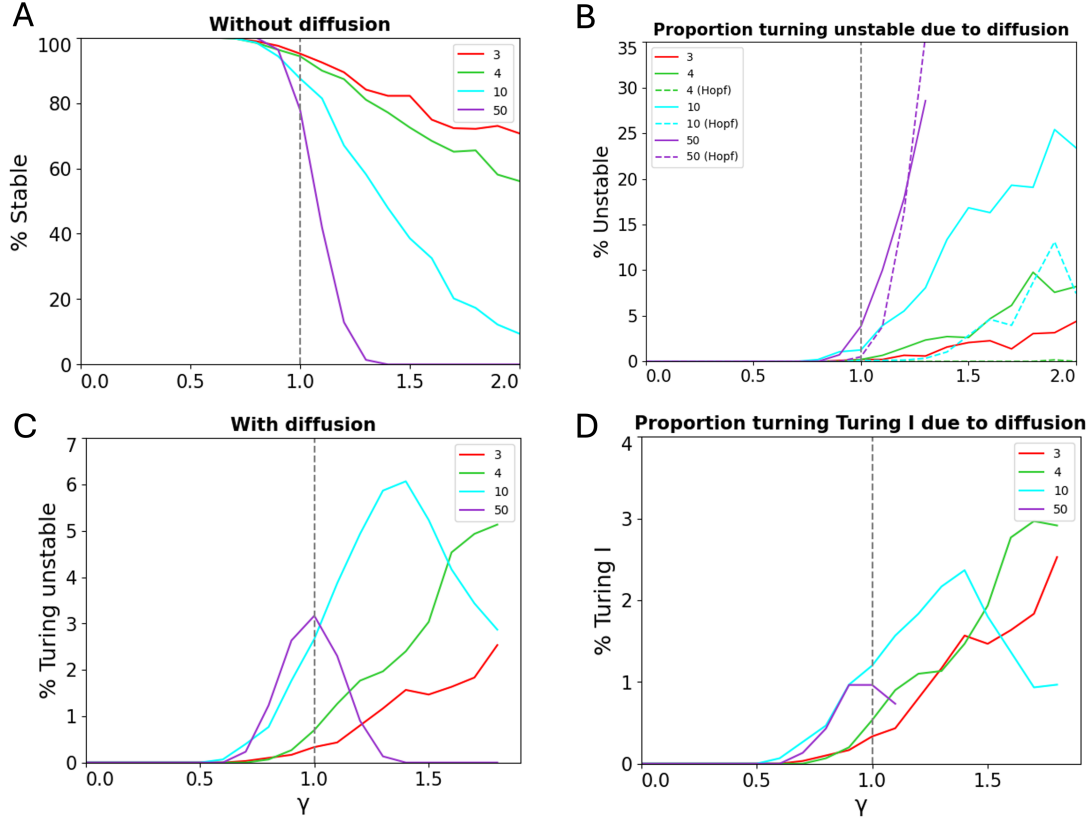 A
Without diffusion
100
80
60
40
20
0
% Stable
3
4
10
50
0.0 0.5 1.0 1.5 2.0
B
Proportion turning unstable due to diffusion
35
30
25
20
15
10
5
0
% Unstable
3
4
4 (Hopf)
10
10 (Hopf)
50
50 (Hopf)
0.0 0.5 1.0 1.5 2.0
C
With diffusion
7
6
5
4
3
2
1
0
% Turing unstable
3
4
10
50
0.0 0.5 1.0 1.5
γ
D
Proportion turning Turing I due to diffusion
4
3
2
1
0
% Turing I
3
4
10
50
0.0 0.5 1.0 1.5
γ